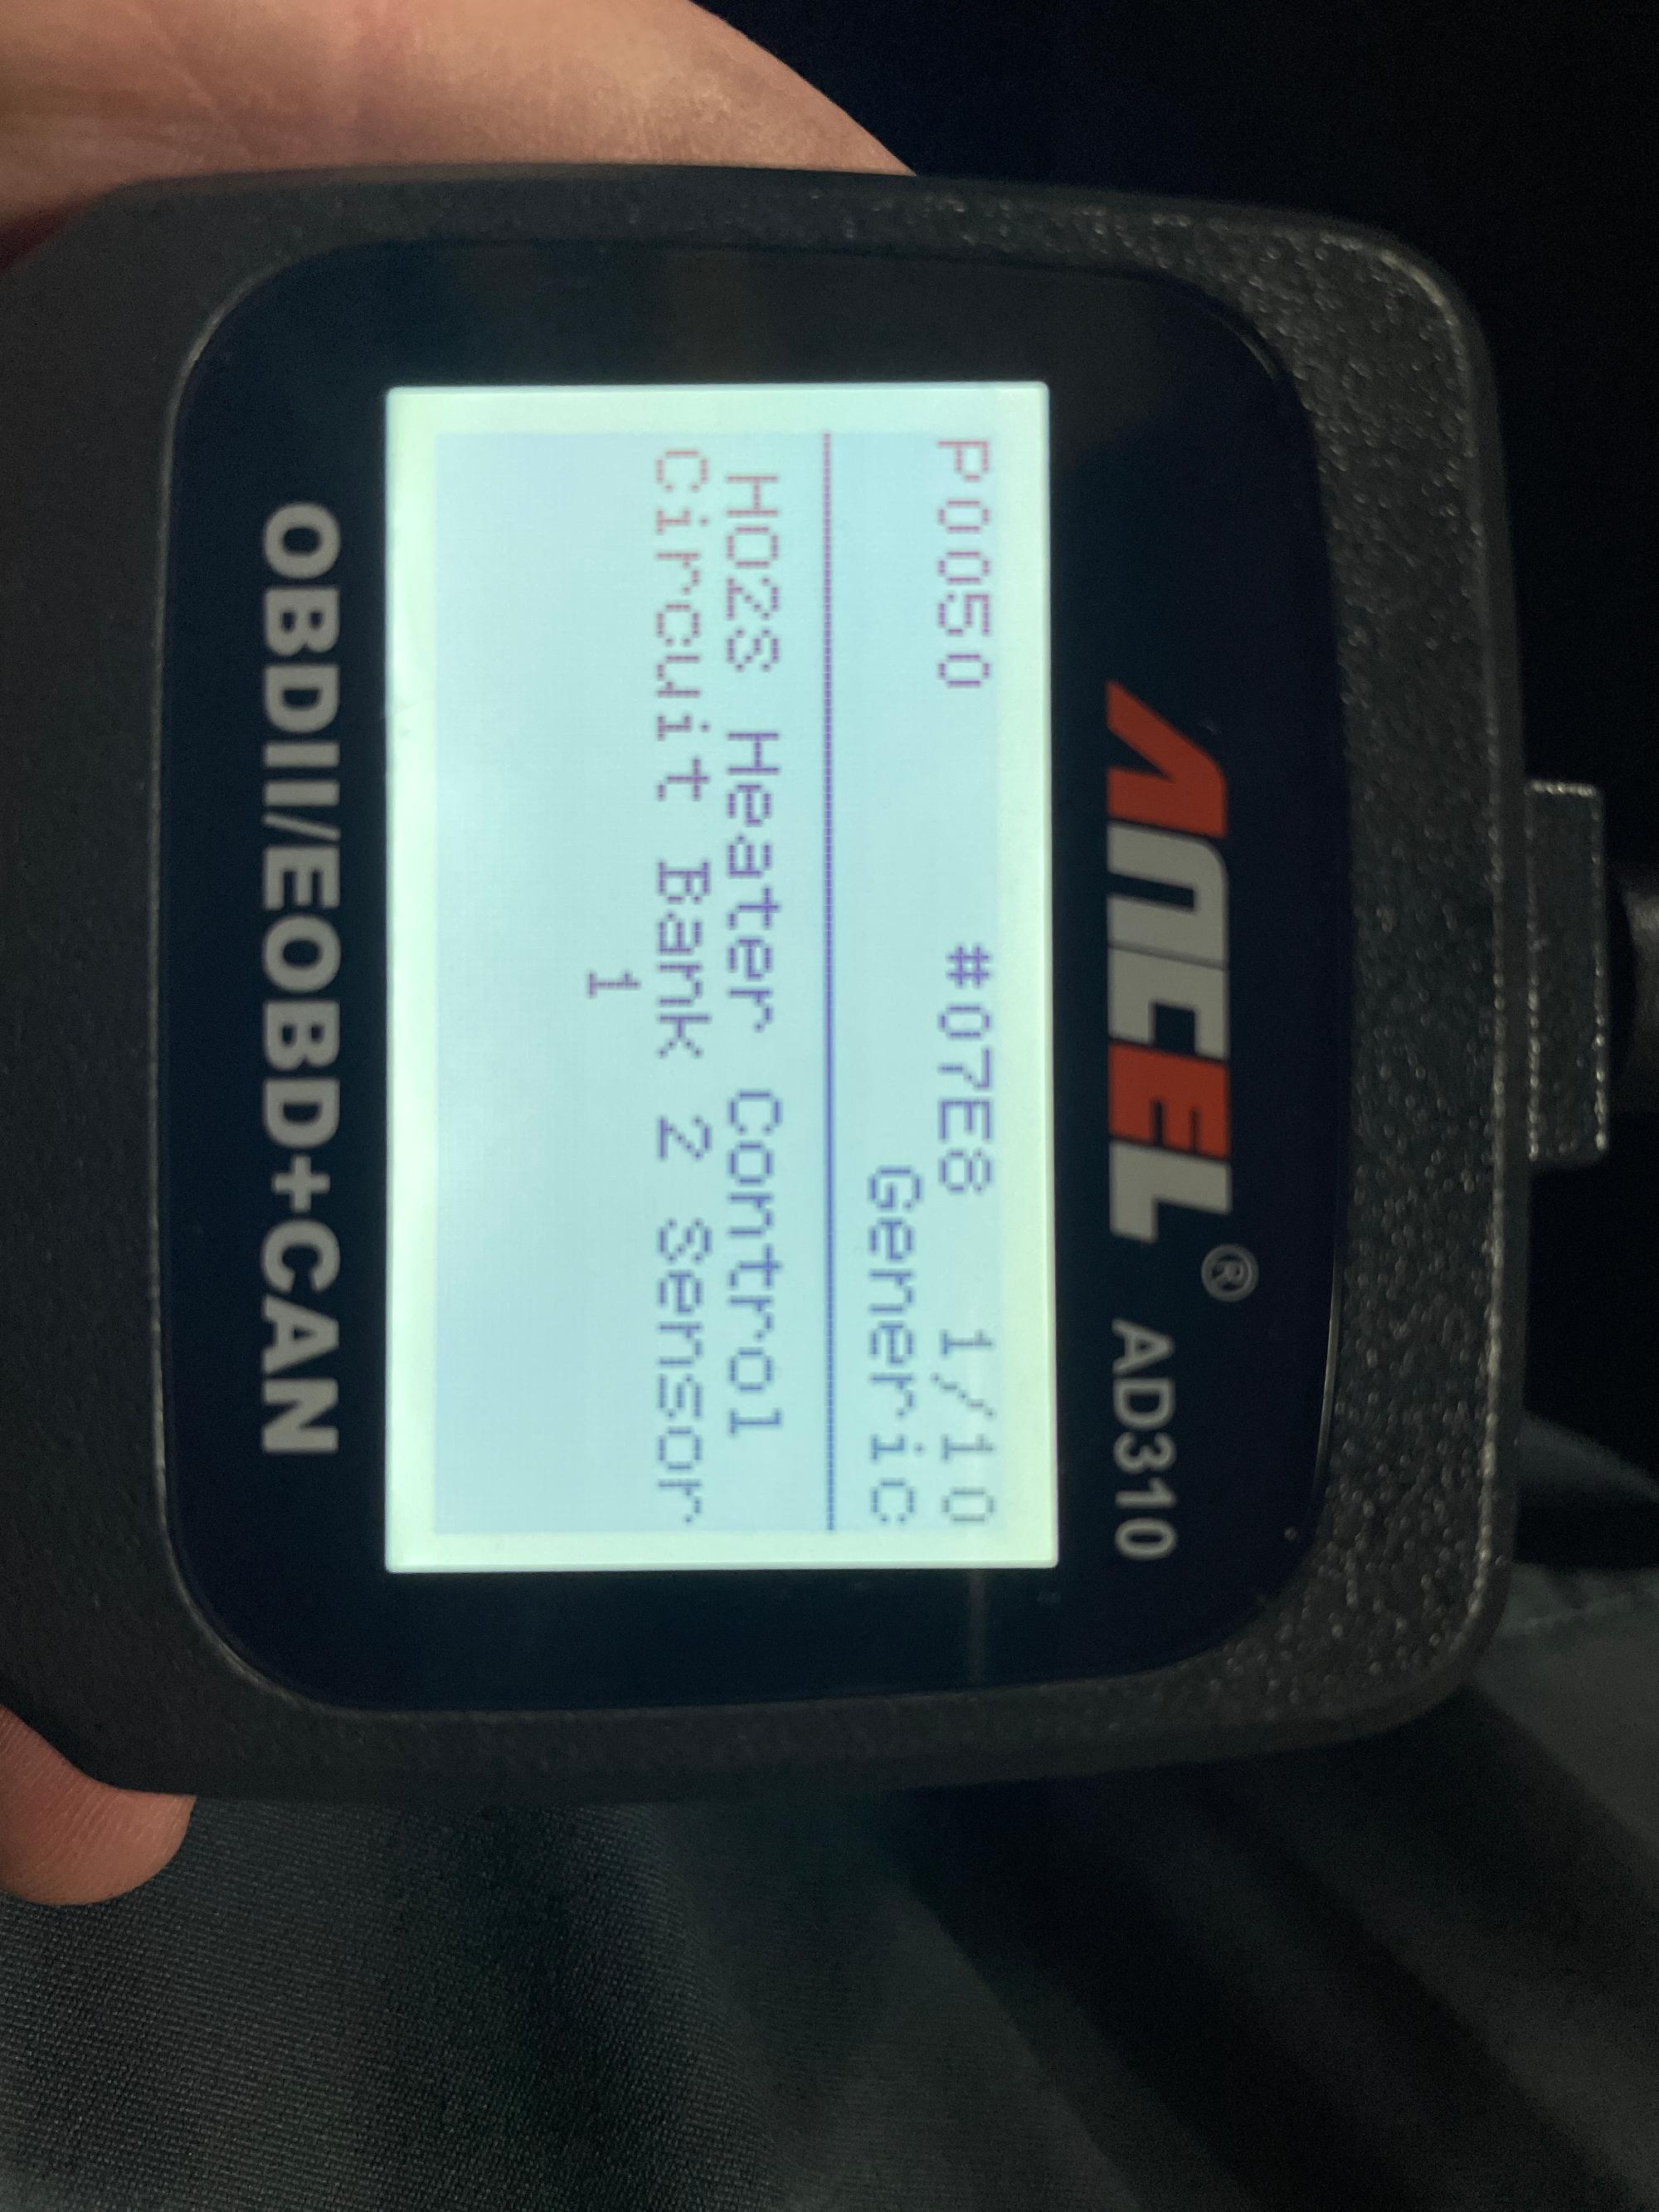 ANCEL® AD310
P0050 #07E8 1/10
Generic
HO2S Heater Control
Circuit Bank 2 Sensor
1
OBDII/EOBD+CAN